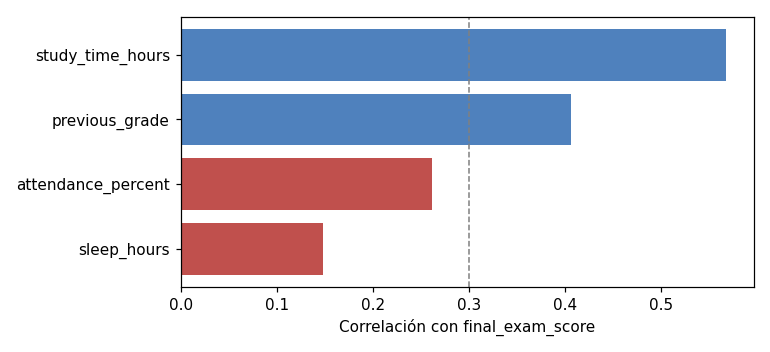 study_time_hours
previous_grade
attendance_percent
sleep_hours
0.0 0.1 0.2 0.3 0.4 0.5
Correlación con final_exam_score